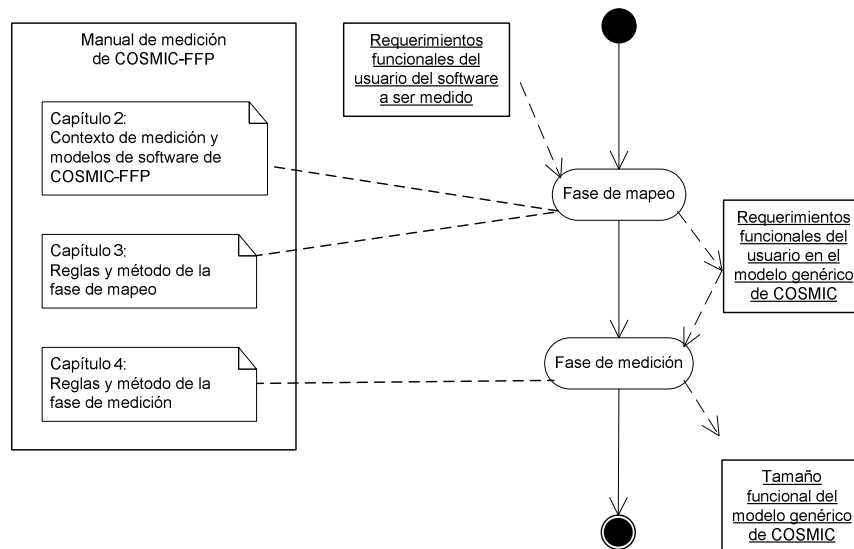 Manual de medición
de COSMIC-FFP
Capítulo 2:
Contexto de medición y
modelos de software de
COSMIC-FFP
Capítulo 3:
Reglas y método de la
fase de mapeo
Capítulo 4:
Reglas y método de la
fase de medición
Requerimientos
funcionales del
usuario del software
a ser medido
Fase de mapeo
Requerimientos
funcionales del
usuario en el
modelo genérico
de COSMIC
Fase de medición
Tamaño
funcional del
modelo genérico
de COSMIC